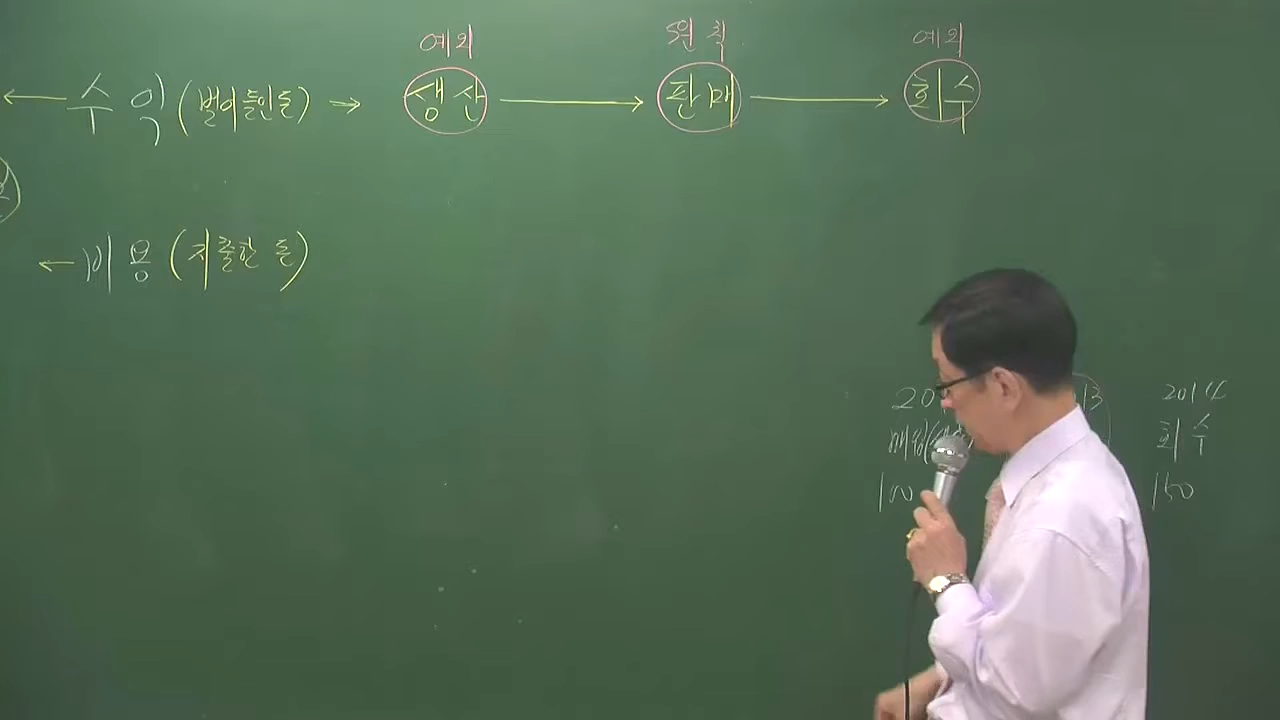 예외 원칙 예외
← 수익 (벌어들인 돈) → 생산 → 판매 → 회수
← 비용 (지출한 돈)
2014
회수
100 150